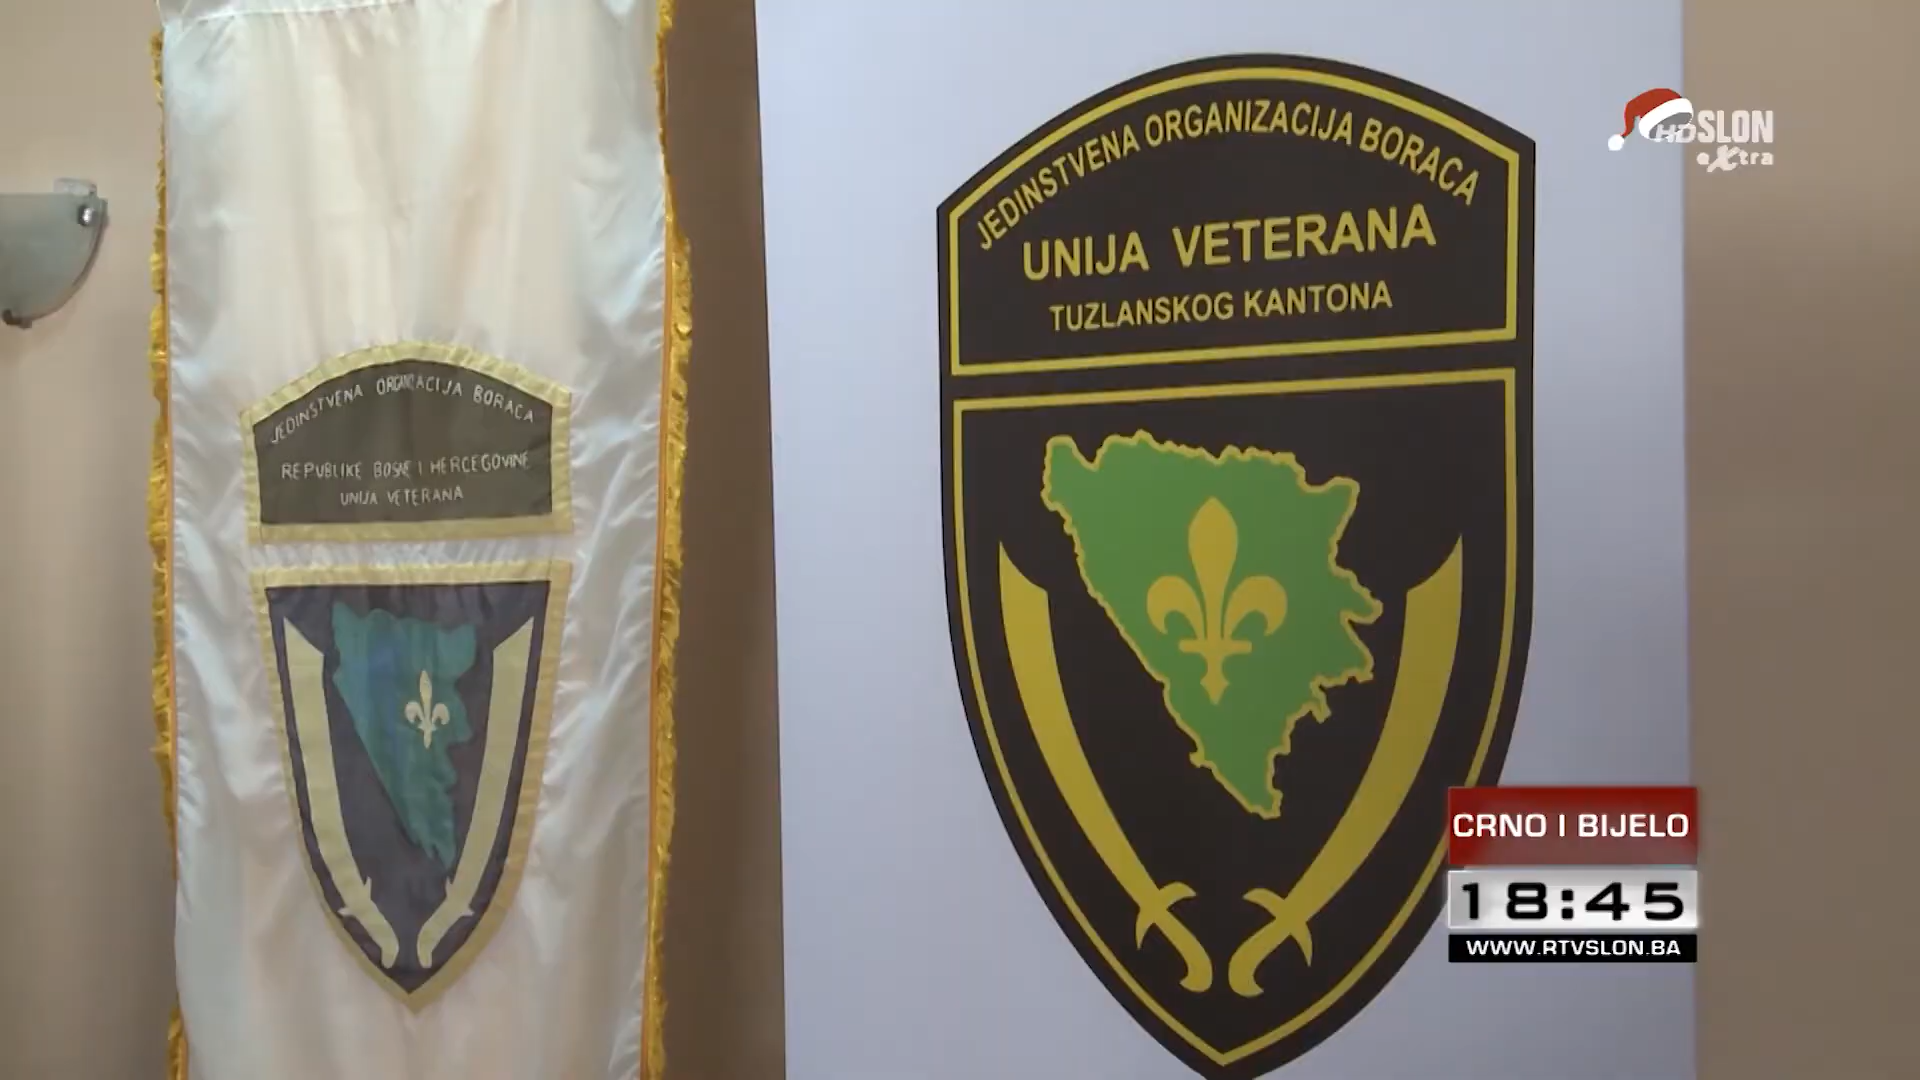 JEDINSTVENA ORGANIZACIJA BORACA
REPUBLIKE BOSNE I HERCEGOVINE
UNIJA VETERANA
JEDINSTVENA ORGANIZACIJA BORACA
UNIJA VETERANA
TUZLANSKOG KANTONA
HD SLON
extra
CRNO I BIJELO
18:45
WWW.RTVSLON.BA